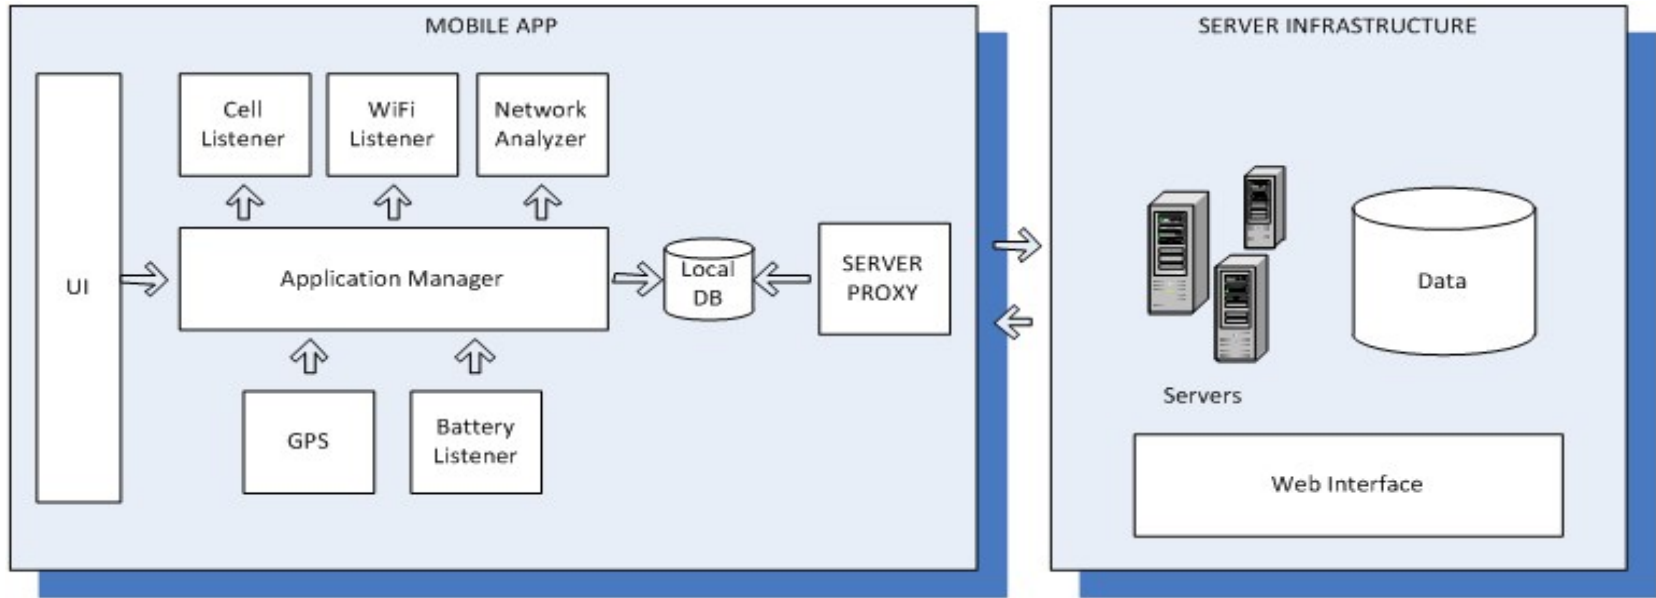 MOBILE APP
UI
Cell
Listener
WiFi
Listener
Network
Analyzer
Application Manager
Local
DB
SERVER
PROXY
GPS
Battery
Listener
SERVER INFRASTRUCTURE
Servers
Data
Web Interface